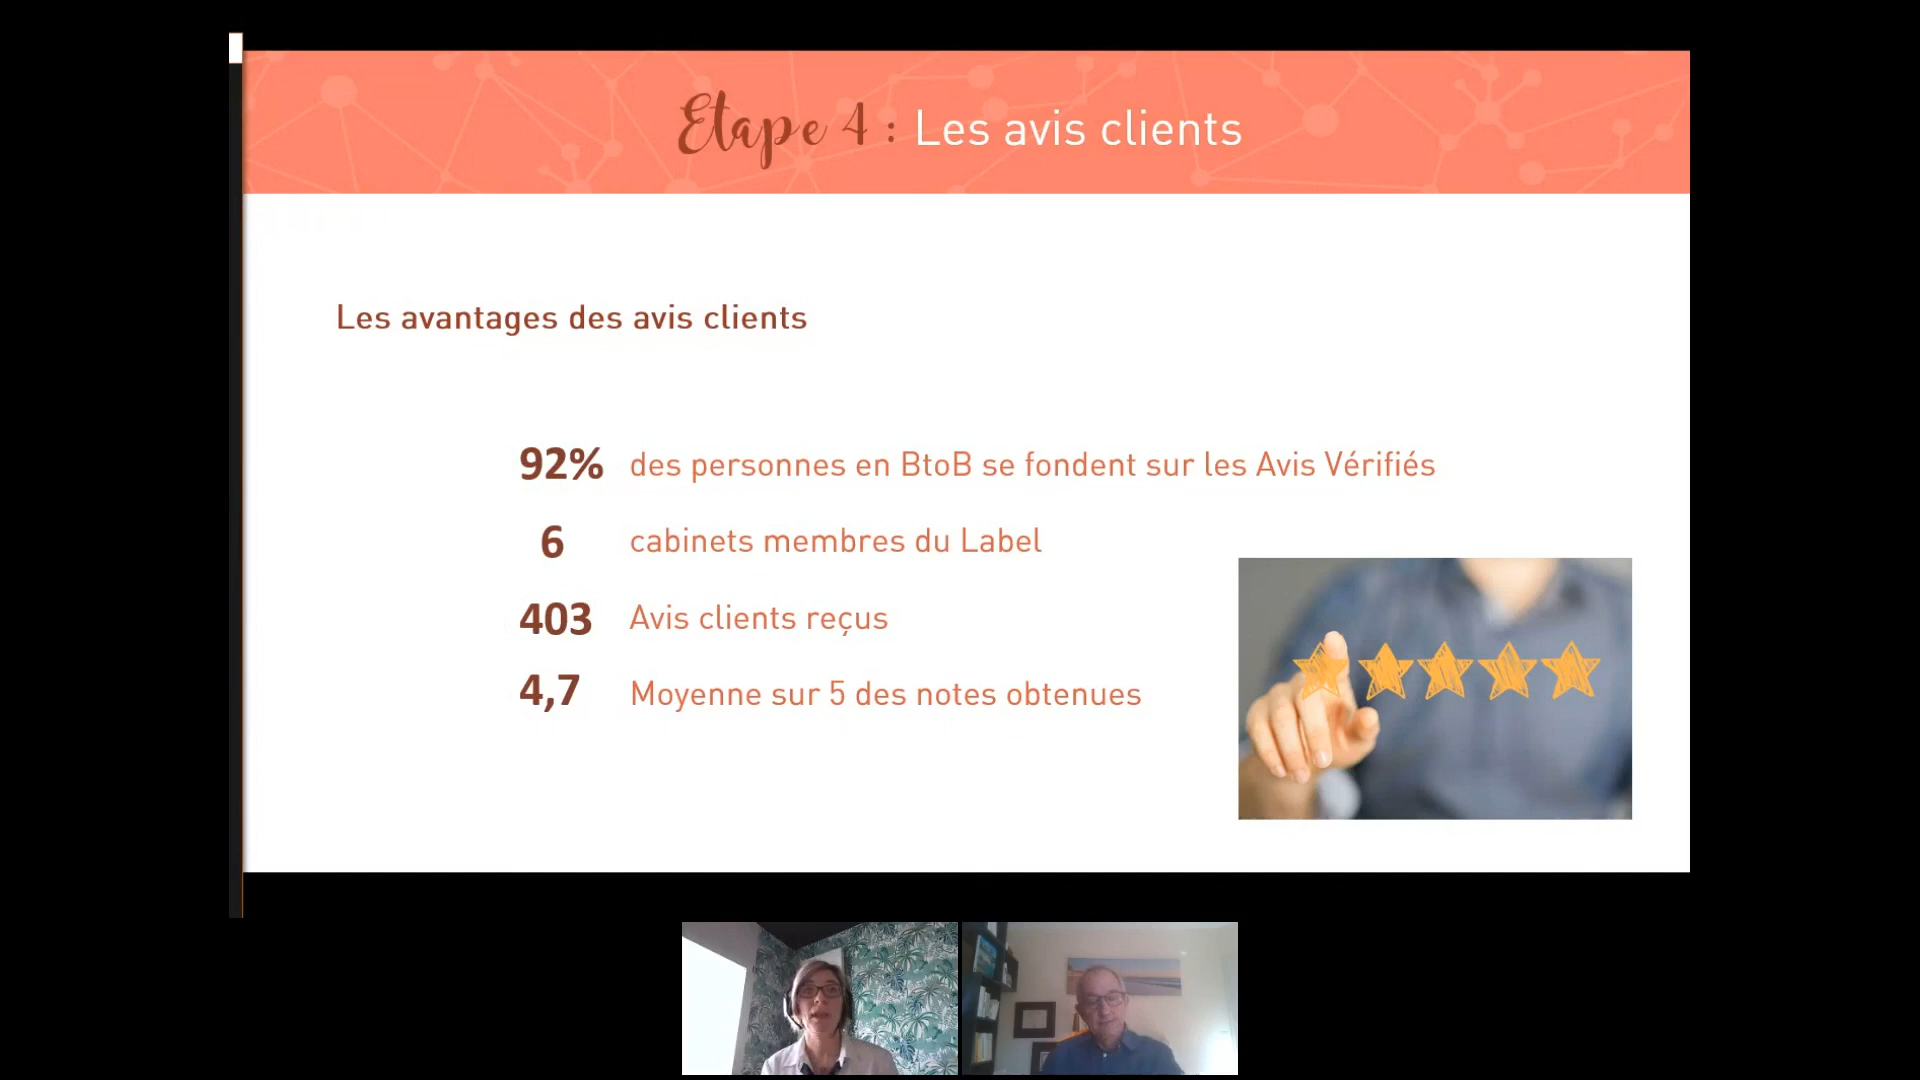 Etape 4 : Les avis clients
Les avantages des avis clients
92% des personnes en BtoB se fondent sur les Avis Vérifiés
6 cabinets membres du Label
403 Avis clients reçus
4,7 Moyenne sur 5 des notes obtenues